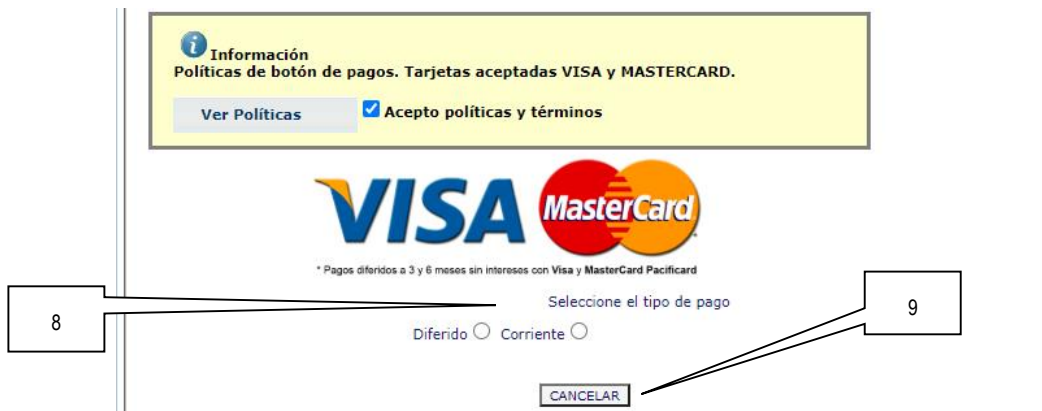 Información
Políticas de botón de pagos. Tarjetas aceptadas VISA y MASTERCARD.
Ver Políticas Acepto políticas y términos
VISA MasterCard
* Pagos diferidos a 3 y 6 meses sin intereses con Visa y MasterCard Pacificard
Seleccione el tipo de pago
8
9
Diferido Corriente
CANCELAR